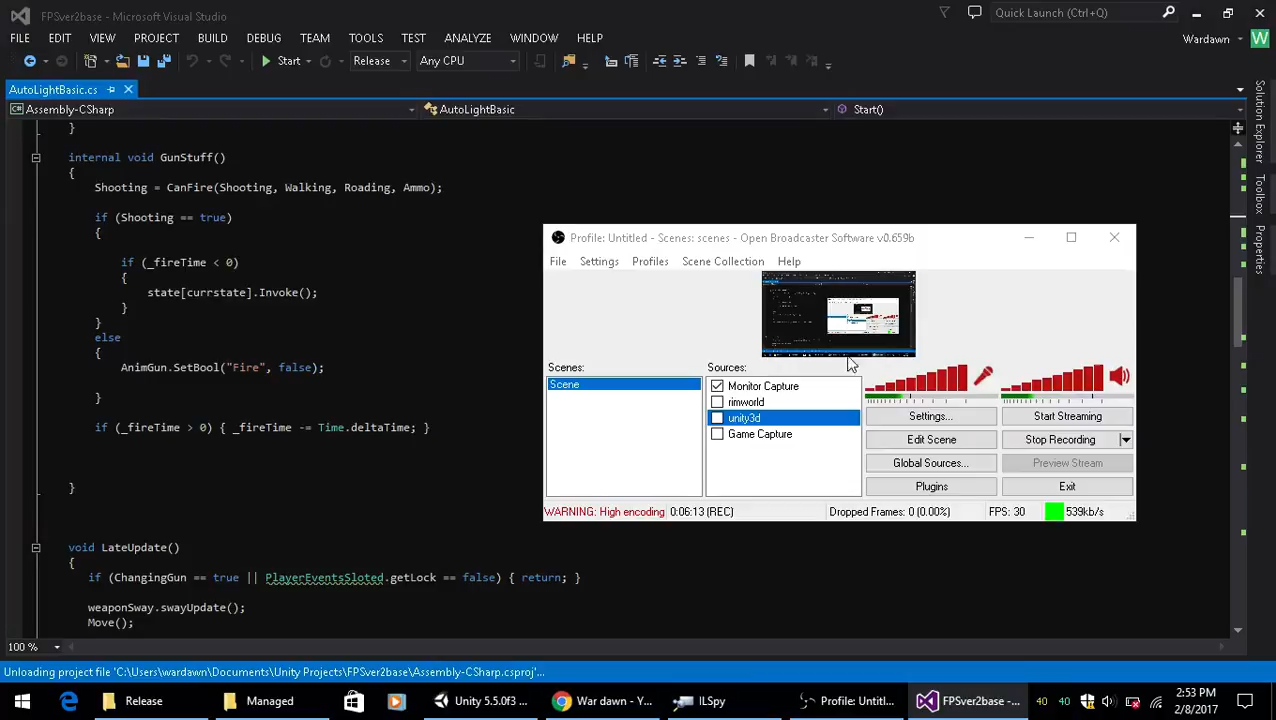 FPSver2base - Microsoft Visual Studio
Quick Launch (Ctrl+Q)
FILE EDIT VIEW PROJECT BUILD DEBUG TEAM TOOLS TEST ANALYZE WINDOW HELP
Wardawn W
Start Release Any CPU
AutoLightBasic.cs
Assembly-CSharp AutoLightBasic Start()
}
internal void GunStuff()
{
Shooting = CanFire(Shooting, Walking, Roading, Ammo);
if (Shooting == true)
{
if (_fireTime < 0)
{
state[currstate].Invoke();
}
}
else
{
Animator.SetBool("Fire", false);
}
if (_fireTime > 0) { _fireTime -= Time.deltaTime; }
}
void LateUpdate()
{
if (ChangingGun == true || PlayerEventsSloted.getLock == false) { return; }
weaponSway.swayUpdate();
Move();
100 %
Solution Explorer
Toolbox
Properties
Profile: Untitled - Scenes: scenes - Open Broadcaster Software v0.659b
File Settings Profiles Scene Collection Help
Scenes: Sources:
Scene
Monitor Capture
rimworld
unity3d
Game Capture
Settings... Start Streaming
Edit Scene Stop Recording
Global Sources... Preview Stream
Plugins Exit
WARNING: High encoding 0:06:13 (REC) Dropped Frames: 0 (0.00%) FPS: 30 539kb/s
Unloading project file 'C:\Users\wardawn\Documents\Unity Projects\FPSver2base\Assembly-CSharp.csproj'...
Release Managed Unity 5.5.0f3 ... War dawn - Y... ILSpy Profile: Untitl... FPSver2base -... 40 40
2:53 PM
2/8/2017